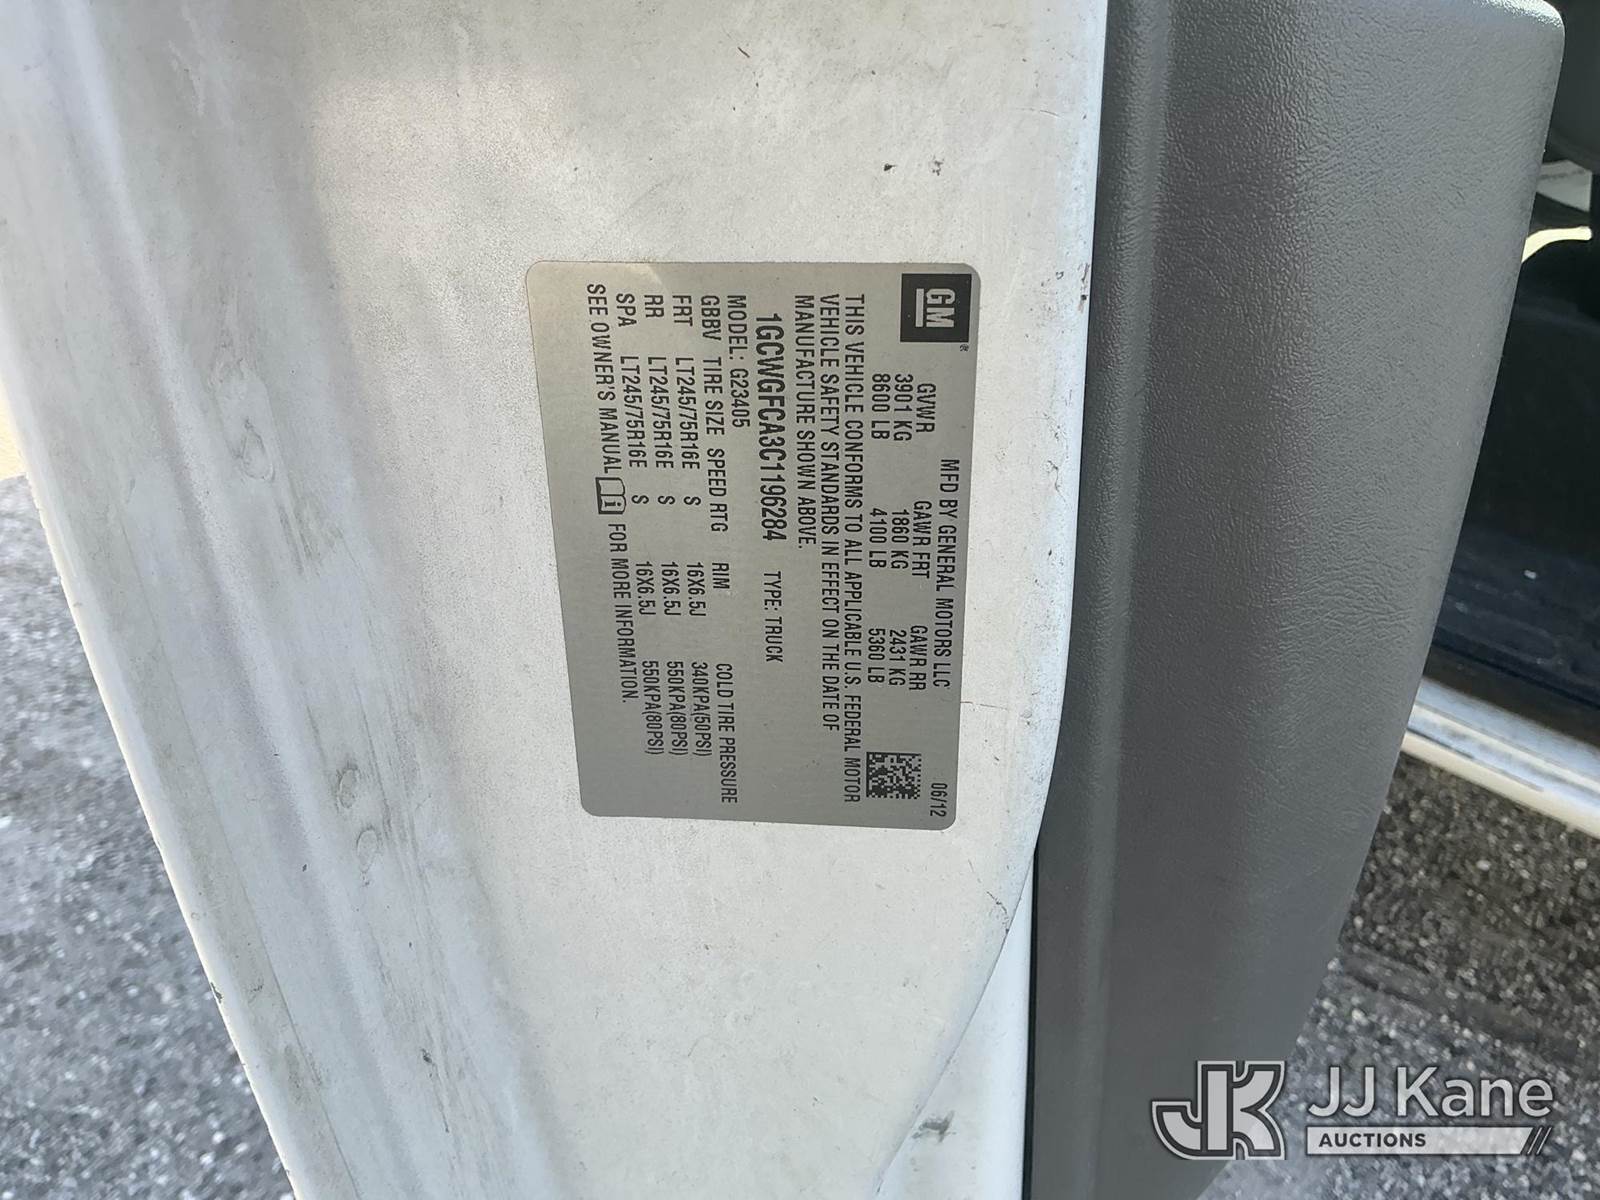 GM
MFD BY GENERAL MOTORS LLC 06/12
GVWR GAWR FRT GAWR RR
3901 KG 1860 KG 2431 KG
8600 LB 4100 LB 5360 LB
THIS VEHICLE CONFORMS TO ALL APPLICABLE U.S. FEDERAL MOTOR
VEHICLE SAFETY STANDARDS IN EFFECT ON THE DATE OF
MANUFACTURE SHOWN ABOVE.
1GCWGFCA3C1196284 TYPE: TRUCK
MODEL: G23405
GBBV TIRE SIZE SPEED RTG RIM COLD TIRE PRESSURE
FRT LT245/75R16E S 16X6.5J 340KPA(50PSI)
RR LT245/75R16E S 16X6.5J 550KPA(80PSI)
SPA LT245/75R16E S 16X6.5J 550KPA(80PSI)
SEE OWNER'S MANUAL FOR MORE INFORMATION.
JK JJ Kane
AUCTIONS